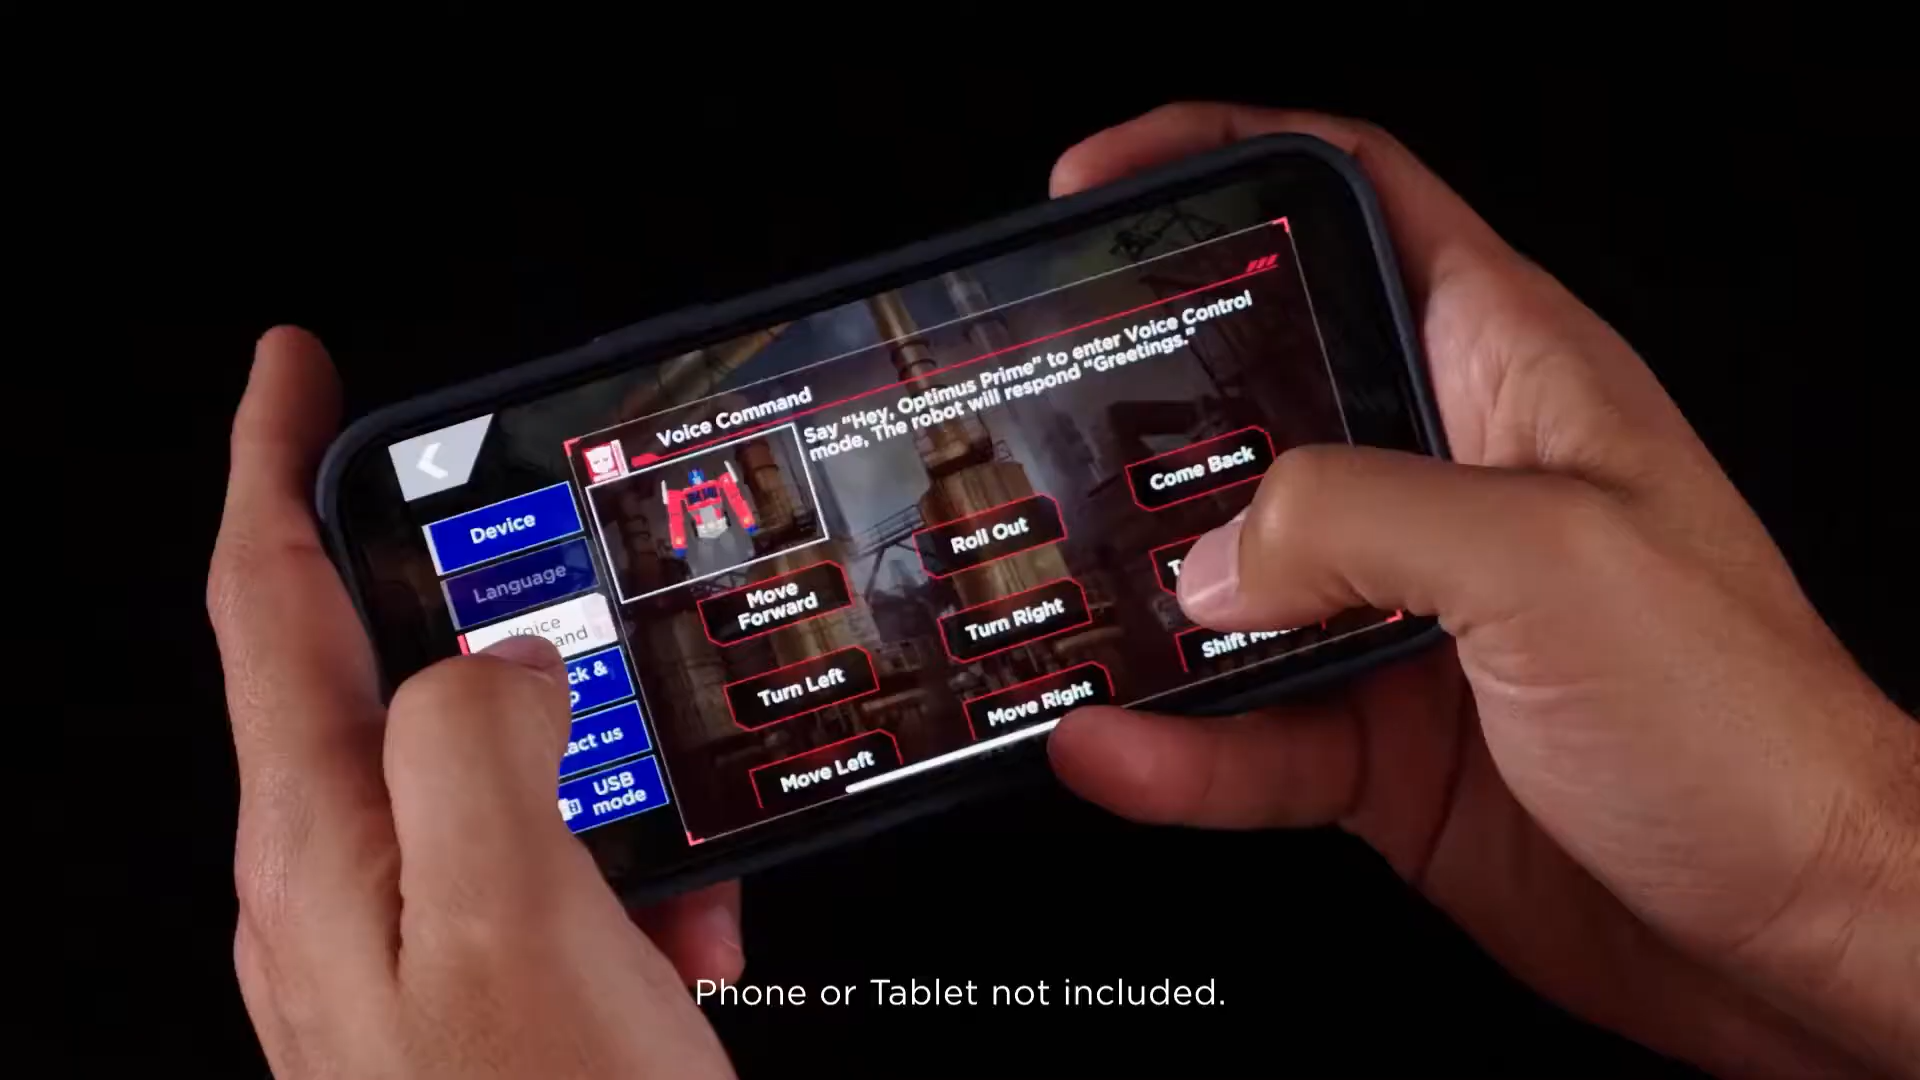 Voice Command
Say “Hey, Optimus Prime” to enter Voice Control
mode, The robot will respond “Greetings.”
Device
Language
Voice
USB
mode
Move
Forward
Roll Out
Come Back
Turn Left
Turn Right
Shift
Move Left
Move Right
Phone or Tablet not included.